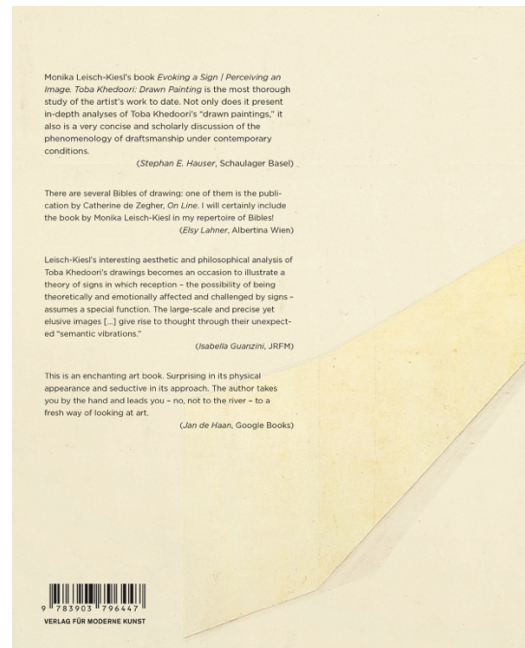 Monika Leisch-Kiesl's book Evoking a Sign / Perceiving an
Image. Toba Khedoori: Drawn Painting is the most thorough
study of the artist's work to date. Not only does it present
in-depth analyses of Toba Khedoori's “drawn paintings,” it
also is a very concise and scholarly discussion of the
phenomenology of draftsmanship under contemporary
conditions.
(Stephan E. Hauser, Schaulager Basel)
There are several Bibles of drawing: one of them is the publi-
cation by Catherine de Zegher, On Line. I will certainly include
the book by Monika Leisch-Kiesl in my repertoire of Bibles!
(Elsy Lahner, Albertina Wien)
Leisch-Kiesl's interesting aesthetic and philosophical analysis of
Toba Khedoori's drawings becomes an occasion to illustrate a
theory of signs in which reception – the possibility of being
theoretically and emotionally affected and challenged by signs –
assumes a special function. The large-scale and precise yet
elusive images [...] give rise to thought through their unexpect-
ed “semantic vibrations.”
(Isabella Guanzini, JRFM)
This is an enchanting art book. Surprising in its physical
appearance and seductive in its approach. The author takes
you by the hand and leads you – no, not to the river – to a
fresh way of looking at art.
(Jan de Haan, Google Books)
9 783903 796447
VERLAG FÜR MODERNE KUNST